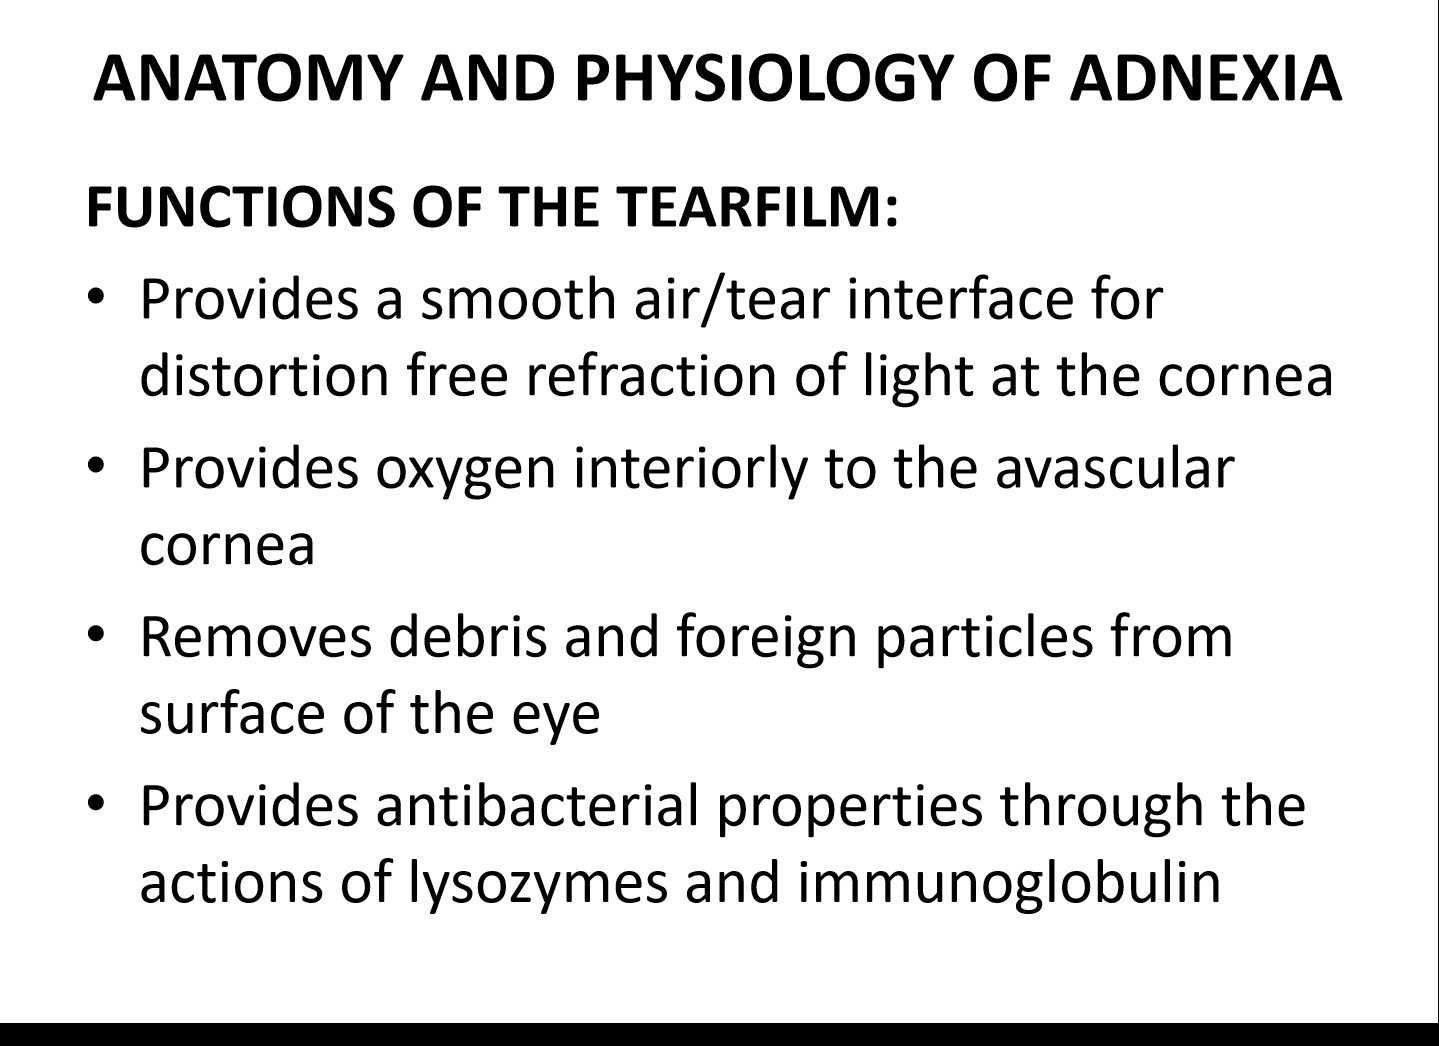 ANATOMY AND PHYSIOLOGY OF ADNEXIA
FUNCTIONS OF THE TEARFILM:
• Provides a smooth air/tear interface for
distortion free refraction of light at the cornea
• Provides oxygen interiorly to the avascular
cornea
• Removes debris and foreign particles from
surface of the eye
• Provides antibacterial properties through the
actions of lysozymes and immunoglobulin